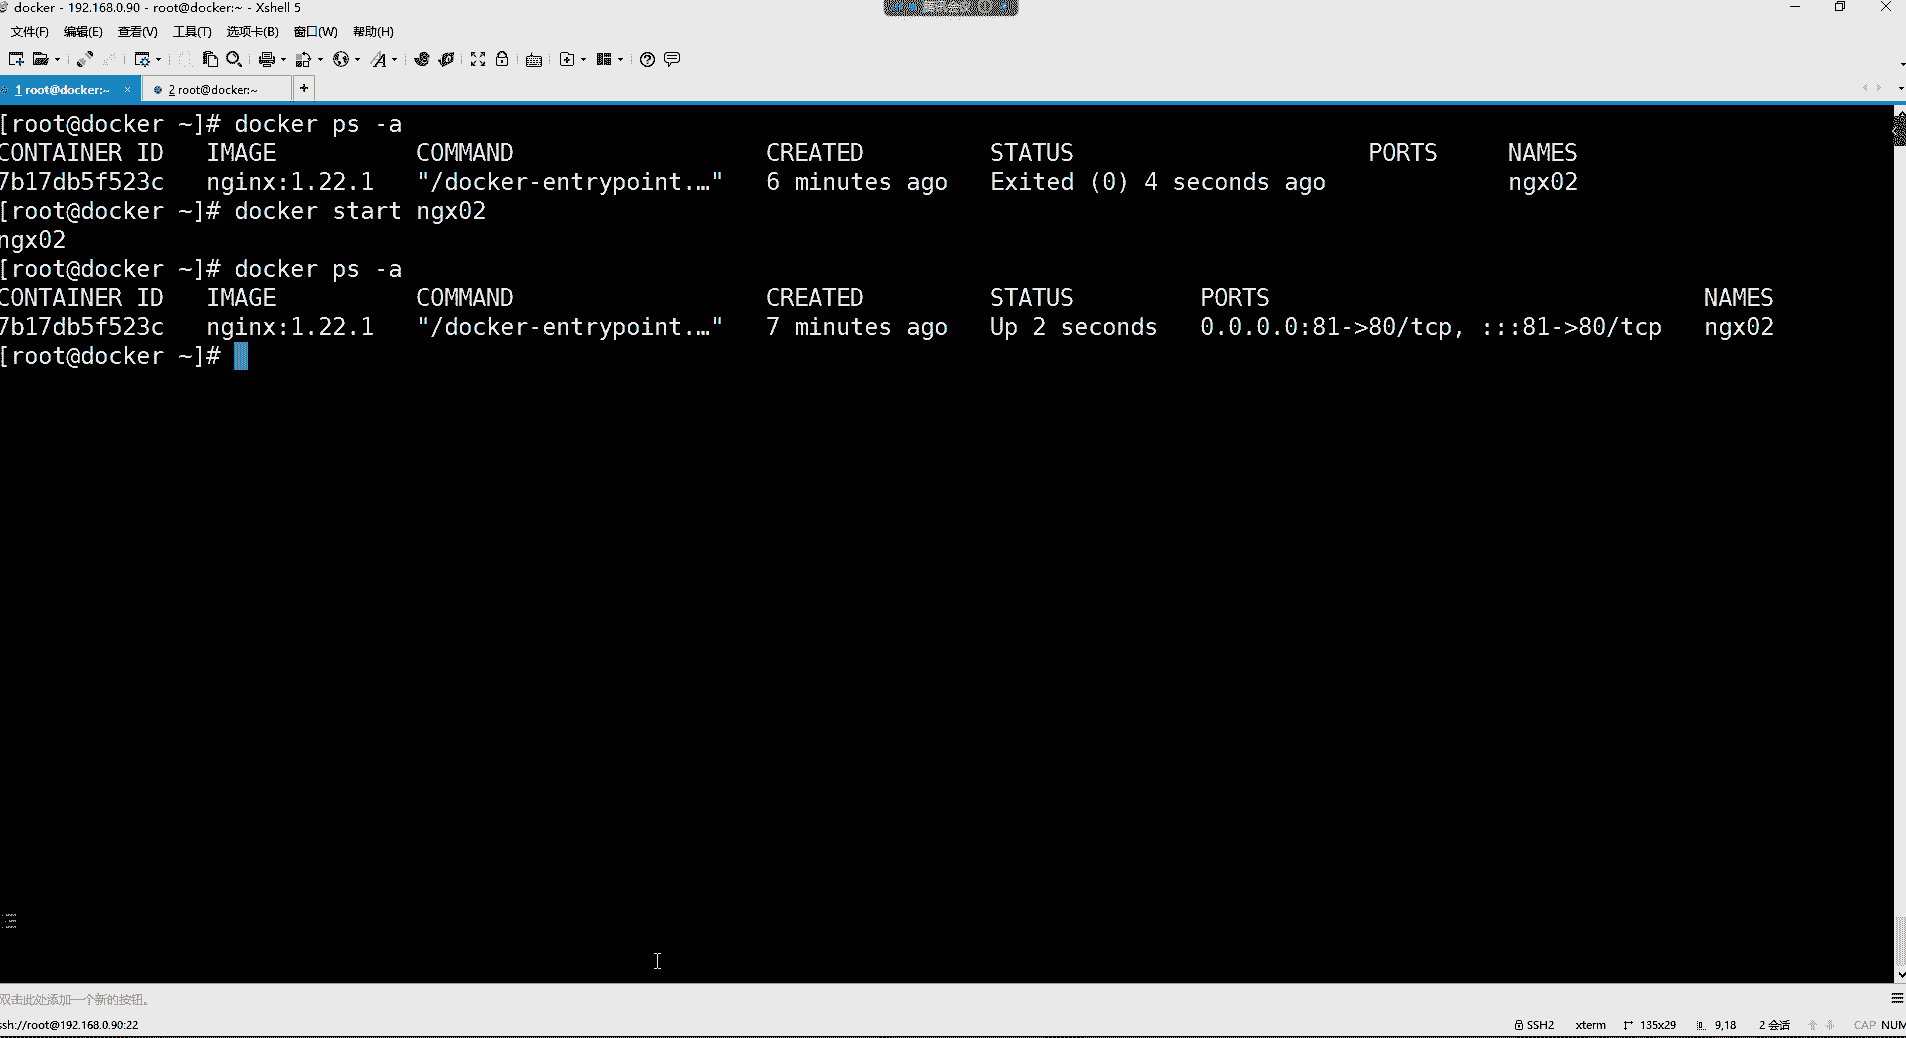 docker - 192.168.0.90 - root@docker:~ - Xshell 5
腾讯会议
文件(F) 编辑(E) 查看(V) 工具(T) 选项卡(B) 窗口(W) 帮助(H)
1 root@docker:~ × 2 root@docker:~ +
[root@docker ~]# docker ps -a
CONTAINER ID IMAGE COMMAND CREATED STATUS PORTS NAMES
7b17db5f523c nginx:1.22.1 "/docker-entrypoint.…" 6 minutes ago Exited (0) 4 seconds ago ngx02
[root@docker ~]# docker start ngx02
ngx02
[root@docker ~]# docker ps -a
CONTAINER ID IMAGE COMMAND CREATED STATUS PORTS NAMES
7b17db5f523c nginx:1.22.1 "/docker-entrypoint.…" 7 minutes ago Up 2 seconds 0.0.0.0:81->80/tcp, :::81->80/tcp ngx02
[root@docker ~]#
双击此处添加一个新的按钮。
ssh://root@192.168.0.90:22 SSH2 xterm 135x29 9,18 2 会话 CAP NUM